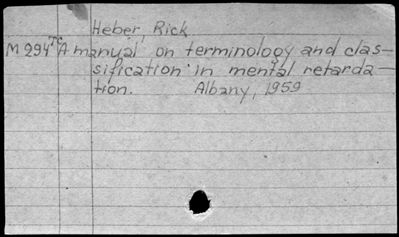 Heber, Rick
M 294 A manual on terminology and clas-
sification in mental retarda-
tion. Albany, 1959